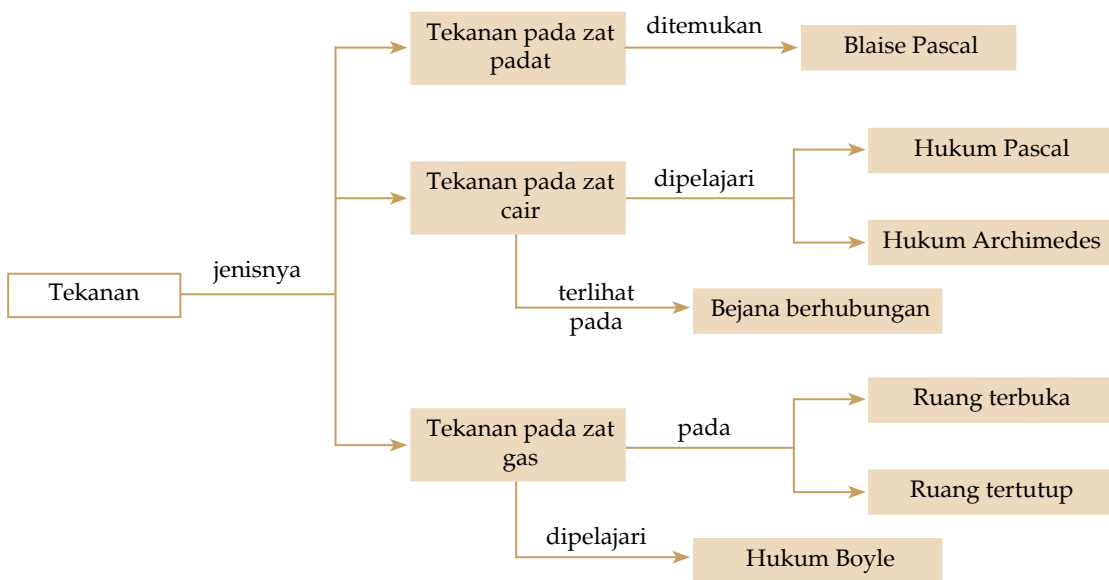 Tekanan
jenisnya
Tekanan pada zat
padat
ditemukan
Blaise Pascal
Tekanan pada zat
cair
dipelajari
Hukum Pascal
Hukum Archimedes
terlihat
pada
Bejana berhubungan
Tekanan pada zat
gas
pada
Ruang terbuka
Ruang tertutup
dipelajari
Hukum Boyle